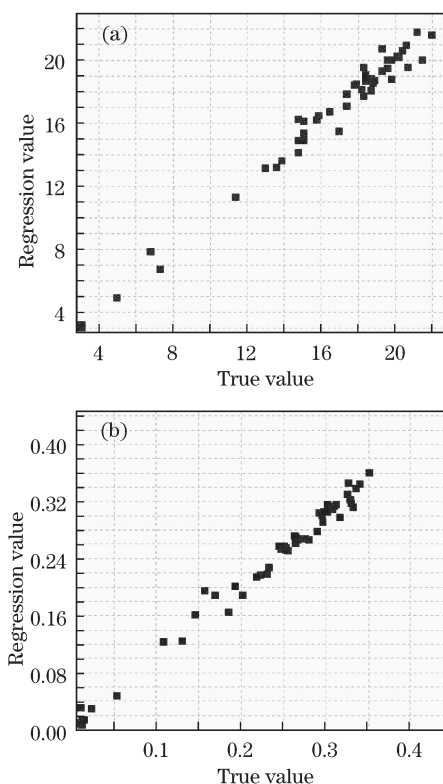 (a)
Regression value
20
16
12
8
4
4 8 12 16 20
True value
(b)
Regression value
0.40
0.32
0.24
0.16
0.08
0.00
0.1 0.2 0.3 0.4
True value